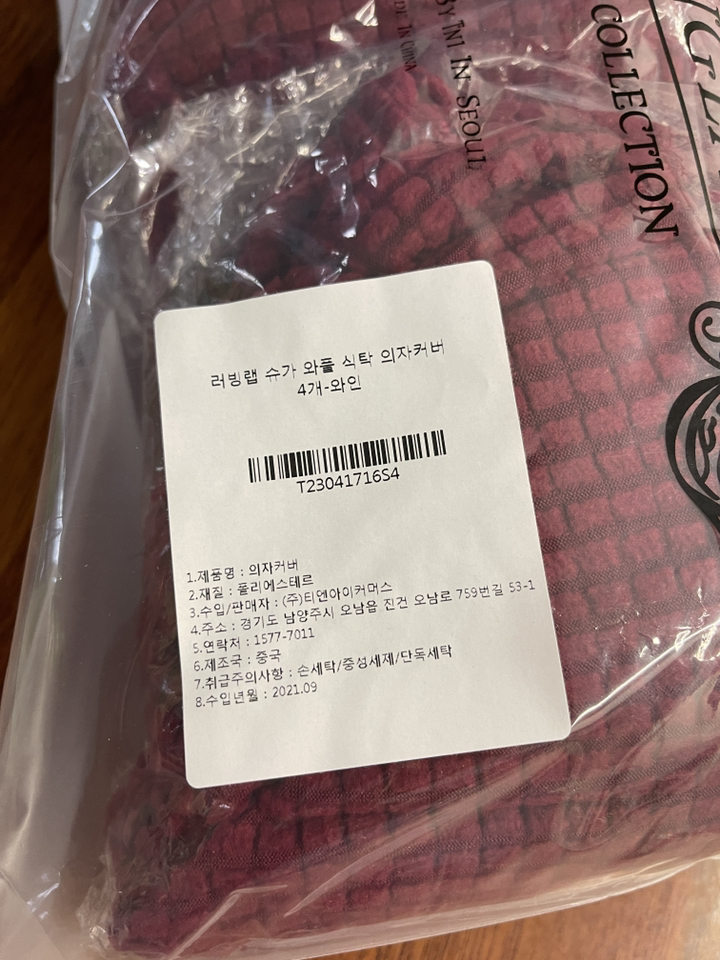 By TNI IN SEOUL
COLLECTION
러빙랩 슈가 와플 식탁 의자커버
4개-와인
T23041716S4
1.제품명 : 의자커버
2.재질 : 폴리에스테르
3.수입/판매자 : (주)티앤아이커머스
4.주소 : 경기도 남양주시 오남읍 진건 오남로 759번길 53-1
5.연락처 : 1577-7011
6.제조국 : 중국
7.취급주의사항 : 손세탁/중성세제/단독세탁
8.수입년월 : 2021.09